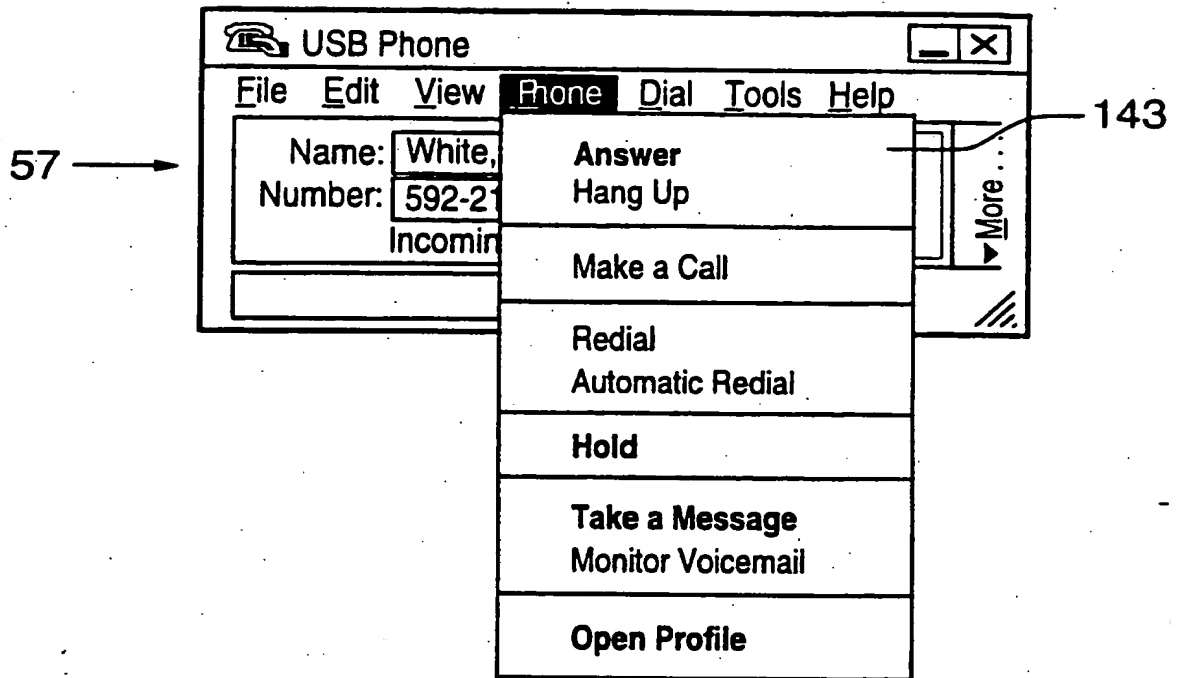 USB Phone
File Edit View Phone Dial Tools Help
143
57
Name: White,
Number: 592-21
Incomin
More...
Answer
Hang Up
Make a Call
Redial
Automatic Redial
Hold
Take a Message
Monitor Voicemail
Open Profile